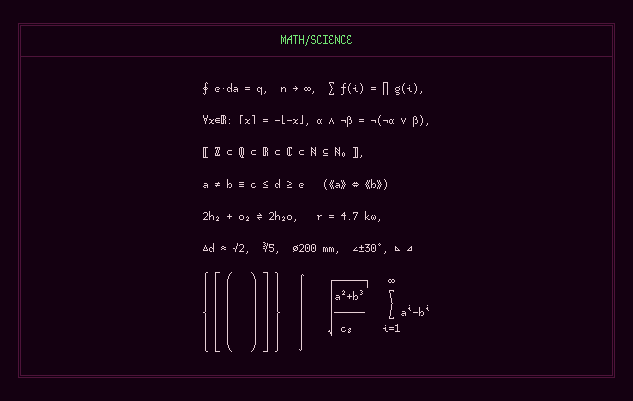 MATH/SCIENCE
∮ e⋅da = q,  n → ∞,  ∑ f(i) = ∏ g(i),
∀x∈ℝ: ⌈x⌉ = −⌊−x⌋, α ∧ ¬β = ¬(¬α ∨ β),
⟦ ℤ ⊂ ℚ ⊂ ℝ ⊂ ℂ ⊂ ℕ ⊆ ℕ₀ ⟧,
a ≠ b ≡ c ≤ d ≥ e   (⟪a⟫ ⇔ ⟪b⟫)
2h₂ + o₂ ⇌ 2h₂o,   r = 4.7 kω,
∆d ≈ √2,  ∛5,  ⌀200 mm,  ∠±30°, ⊾ ⊿
a²+b³
c₈
∞
∑ aⁱ−bⁱ
i=1